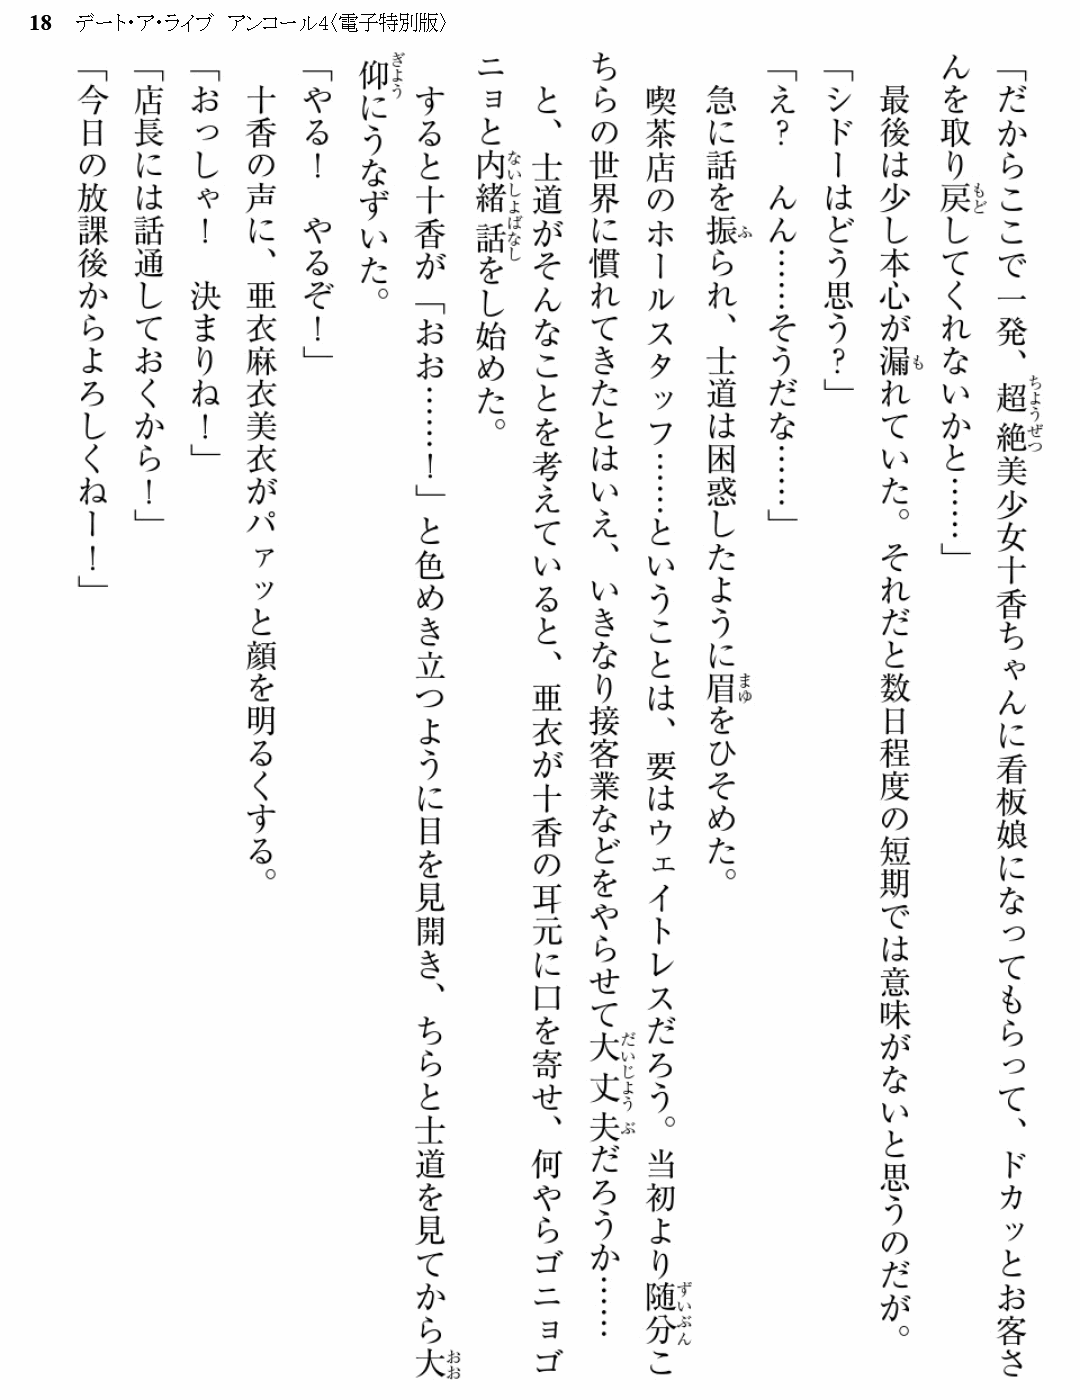 18 デート・ア・ライブ アンコール4〈電子特別版〉
「だからここで一発、超絶美少女十香ちゃんに看板娘になってもらって、ドカッとお客さ
んを取り戻してくれないかと……」
最後は少し本心が漏れていた。それだと数日程度の短期では意味がないと思うのだが。
「シドーはどう思う?」
「え? んん……そうだな……」
急に話を振られ、士道は困惑したように眉をひそめた。
喫茶店のホールスタッフ……ということは、要はウェイトレスだろう。当初より随分こ
ちらの世界に慣れてきたとはいえ、いきなり接客業などをやらせて大丈夫だろうか……
と、士道がそんなことを考えていると、亜衣が十香の耳元に口を寄せ、何やらゴニョゴ
ニョと内緒話をし始めた。
すると十香が「おお……!」と色めき立つように目を見開き、ちらと士道を見てから大
仰にうなずいた。
「やる! やるぞ!」
十香の声に、亜衣麻衣美衣がパァッと顔を明るくする。
「おっしゃ! 決まりね!」
「店長には話通しておくから!」
「今日の放課後からよろしくねー!」